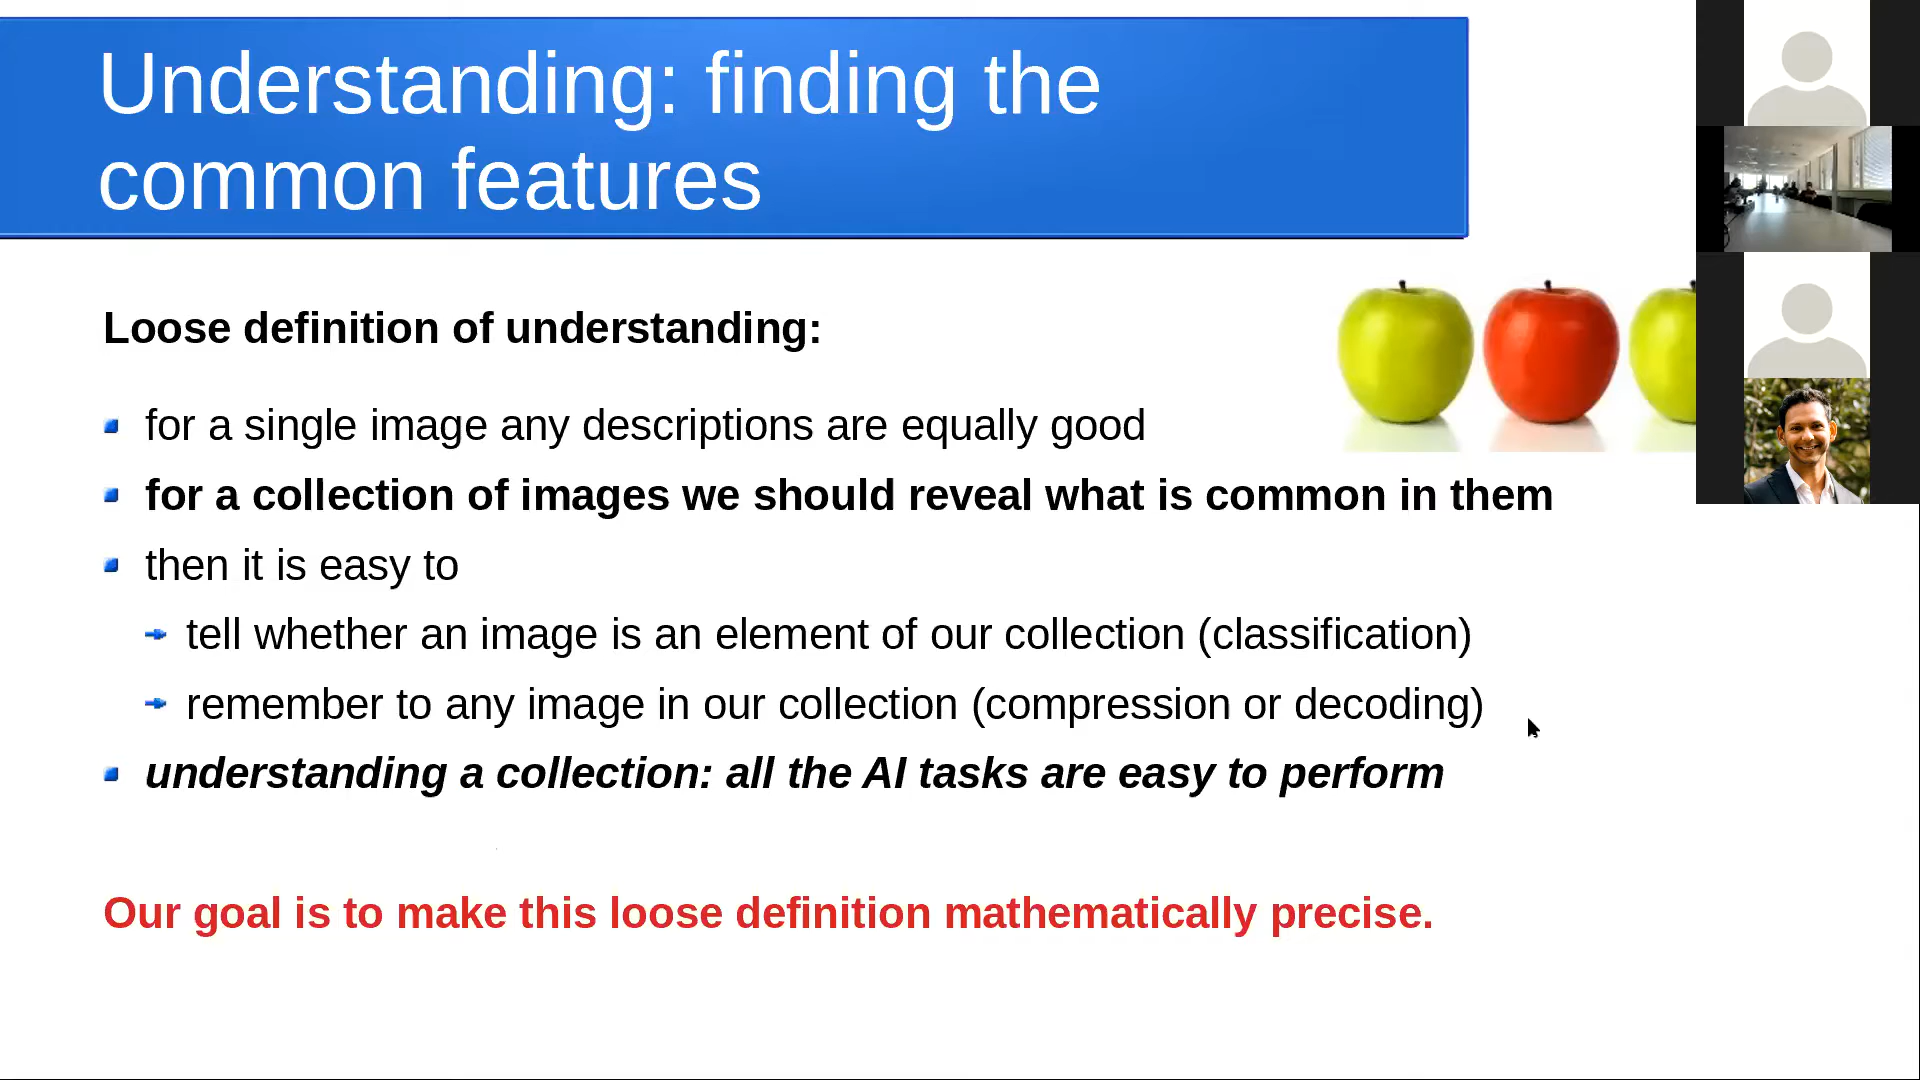 Understanding: finding the
common features
Loose definition of understanding:
for a single image any descriptions are equally good
for a collection of images we should reveal what is common in them
then it is easy to
tell whether an image is an element of our collection (classification)
remember to any image in our collection (compression or decoding)
understanding a collection: all the AI tasks are easy to perform
Our goal is to make this loose definition mathematically precise.